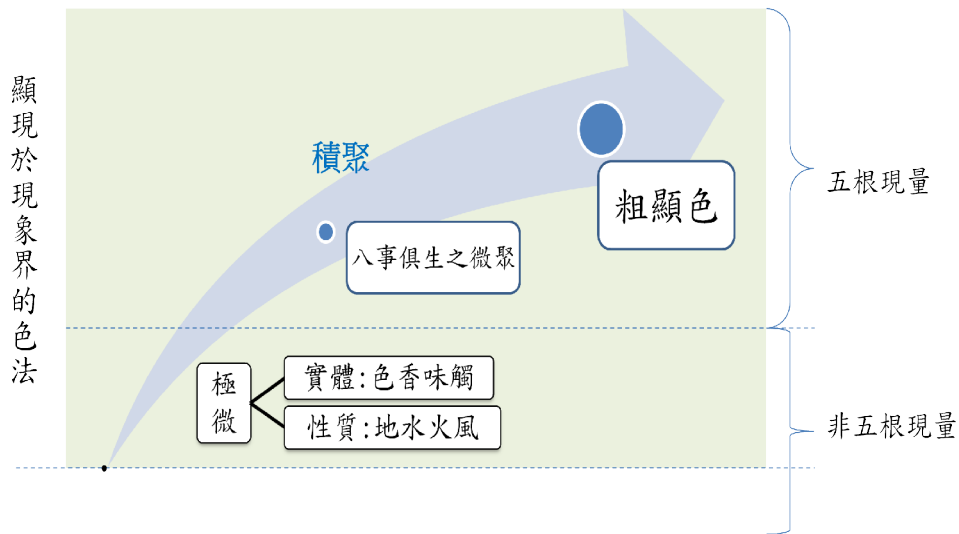 顯現於現象界的色法
積聚
粗顯色
八事俱生之微聚
五根現量
極微
實體:色香味觸
性質:地水火風
非五根現量